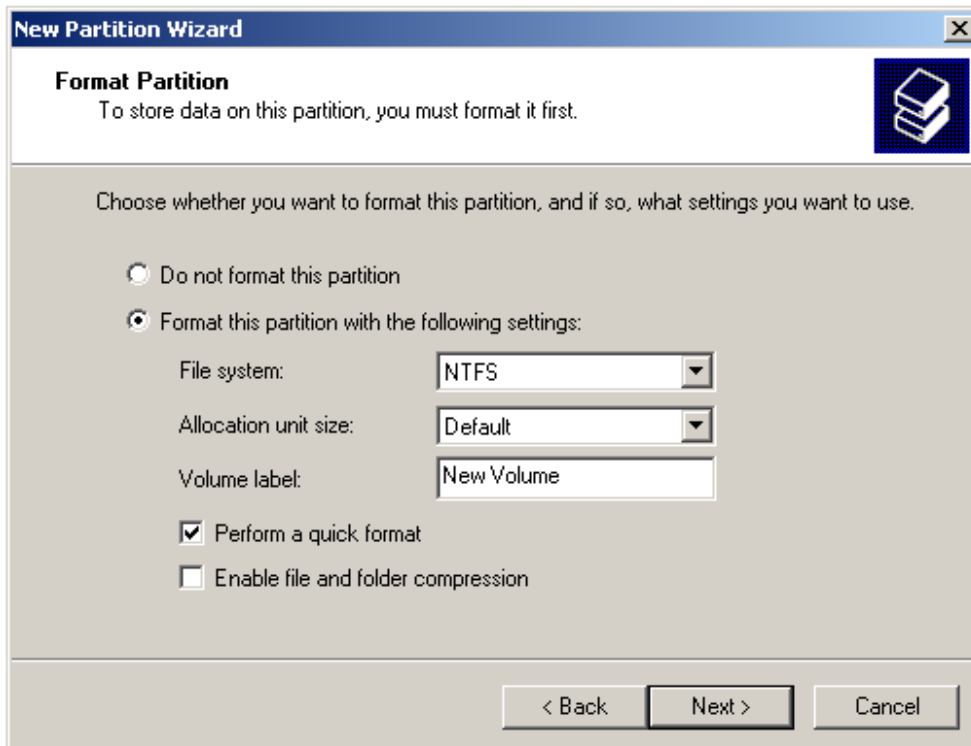 New Partition Wizard
Format Partition
To store data on this partition, you must format it first.
Choose whether you want to format this partition, and if so, what settings you want to use.
Do not format this partition
Format this partition with the following settings:
File system: NTFS
Allocation unit size: Default
Volume label: New Volume
Perform a quick format
Enable file and folder compression
< Back Next > Cancel